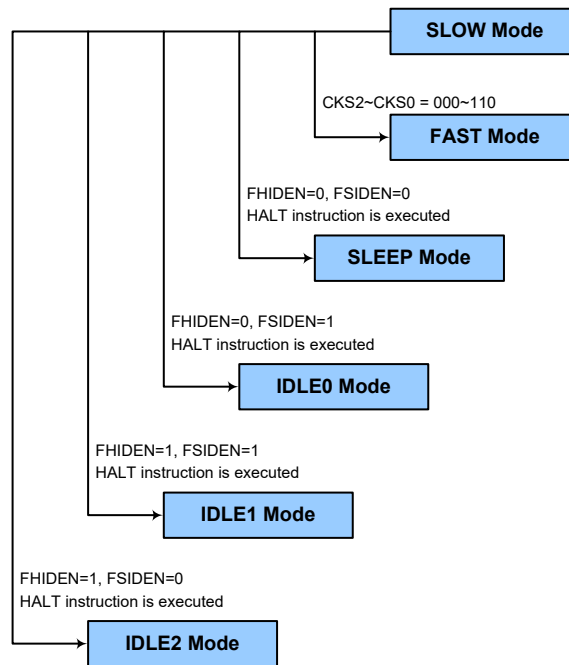 SLOW Mode
CKS2~CKS0 = 000~110
FAST Mode
FHIDEN=0, FSIDEN=0
HALT instruction is executed
SLEEP Mode
FHIDEN=0, FSIDEN=1
HALT instruction is executed
IDLE0 Mode
FHIDEN=1, FSIDEN=1
HALT instruction is executed
IDLE1 Mode
FHIDEN=1, FSIDEN=0
HALT instruction is executed
IDLE2 Mode